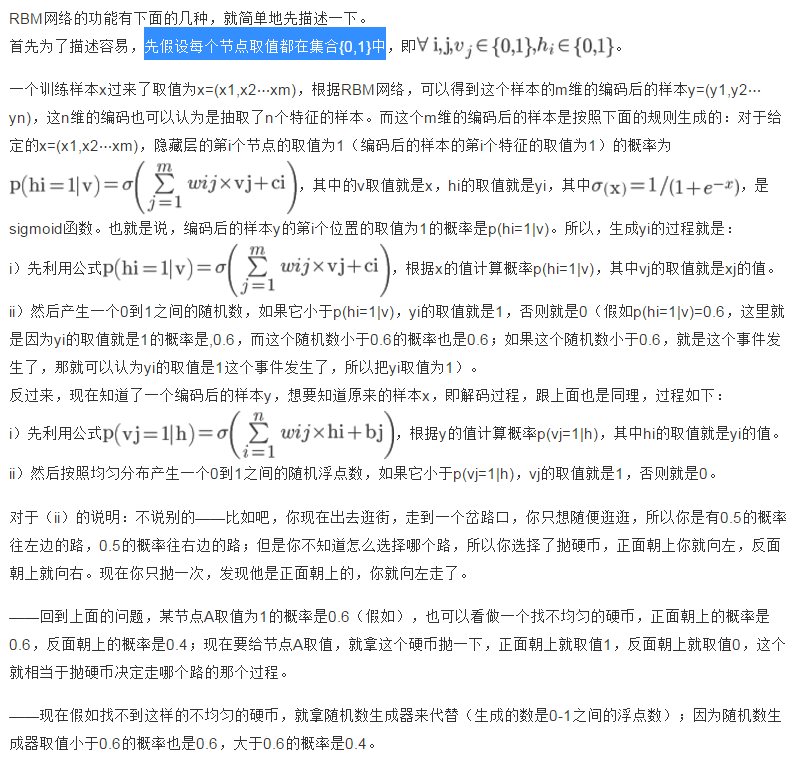 RBM网络的功能有下面的几种，就简单地先描述一下。
首先为了描述容易，先假设每个节点取值都在集合{0,1}中，即∀ i,j,v_j ∈ {0,1},h_i ∈ {0,1}。
一个训练样本x过来了取值为x=(x1,x2…xm)，根据RBM网络，可以得到这个样本的m维的编码后的样本y=(y1,y2…
yn)，这n维的编码也可以认为是抽取了n个特征的样本。而这个m维的编码后的样本是按照下面的规则生成的：对于给
定的x=(x1,x2…xm)，隐藏层的第i个节点的取值为1（编码后的样本的第i个特征的取值为1）的概率为
p(hi=1|v)=σ(∑_{j=1}^{m} wij×vj+ci)，其中的v取值就是x，hi的取值就是yi，其中σ(x)=1/(1+e^{-x})，是
sigmoid函数。也就是说，编码后的样本y的第i个位置的取值为1的概率是p(hi=1|v)。所以，生成yi的过程就是：
i）先利用公式p(hi=1|v)=σ(∑_{j=1}^{m} wij×vj+ci)，根据x的值计算概率p(hi=1|v)，其中vj的取值就是xj的值。
ii）然后产生一个0到1之间的随机数，如果它小于p(hi=1|v)，yi的取值就是1，否则就是0（假如p(hi=1|v)=0.6，这里就
是因为yi的取值就是1的概率是,0.6，而这个随机数小于0.6的概率也是0.6；如果这个随机数小于0.6，就是这个事件发
生了，那就可以认为yi的取值是1这个事件发生了，所以把yi取值为1）。
反过来，现在知道了一个编码后的样本y，想要知道原来的样本x，即解码过程，跟上面也是同理，过程如下：
i）先利用公式p(vj=1|h)=σ(∑_{i=1}^{n} wij×hi+bj)，根据y的值计算概率p(vj=1|h)，其中hi的取值就是yi的值。
ii）然后按照均匀分布产生一个0到1之间的随机浮点数，如果它小于p(vj=1|h)，vj的取值就是1，否则就是0。
对于（ii）的说明：不说别的——比如吧，你现在出去逛街，走到一个岔路口，你只想随便逛逛，所以你是有0.5的概率
往左边的路，0.5的概率往右边的路；但是你不知道怎么选择哪个路，所以你选择了抛硬币，正面朝上你就向左，反面
朝上就向右。现在你只抛一次，发现他是正面朝上的，你就向左走了。
——回到上面的问题，某节点A取值为1的概率是0.6（假如），也可以看做一个找不均匀的硬币，正面朝上的概率是
0.6，反面朝上的概率是0.4；现在要给节点A取值，就拿这个硬币抛一下，正面朝上就取值1，反面朝上就取值0，这个
就相当于抛硬币决定走哪个路的那个过程。
——现在假如找不到这样的不均匀的硬币，就拿随机数生成器来代替（生成的数是0-1之间的浮点数）；因为随机数生
成器取值小于0.6的概率也是0.6，大于0.6的概率是0.4。